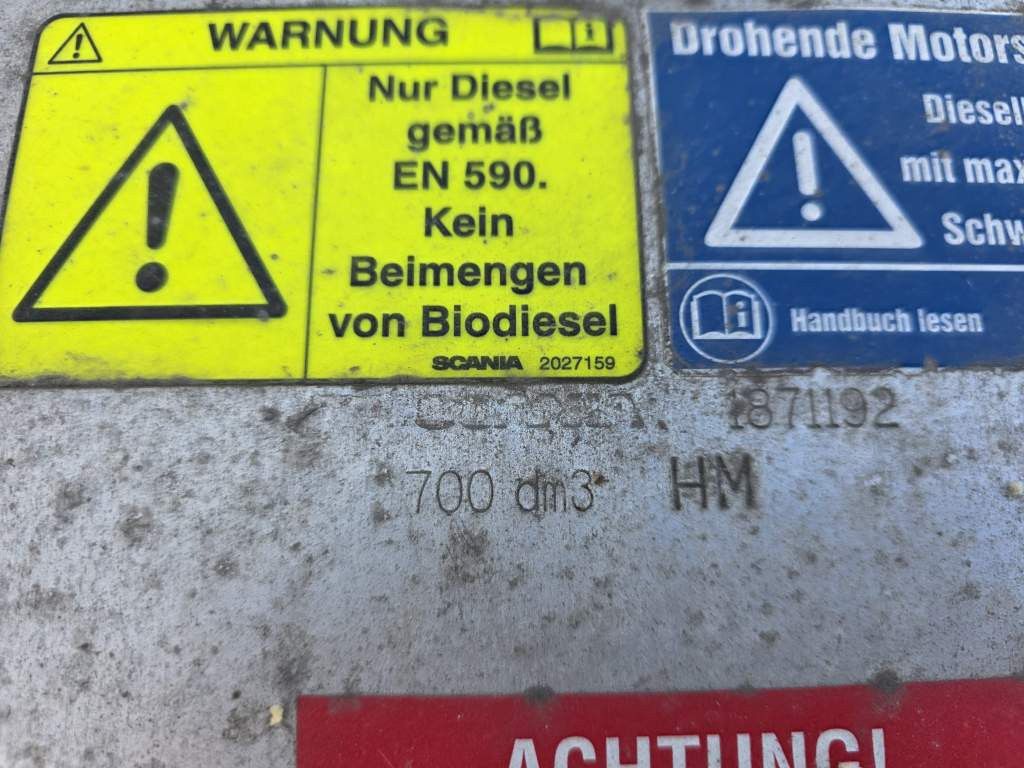 WARNUNG
Nur Diesel
gemäß
EN 590.
Kein
Beimengen
von Biodiesel
SCANIA 2027159
Drohende Motors
Diesell
mit max
Schw
Handbuch lesen
1871192
700 dm3 HM
ACHTUNG!